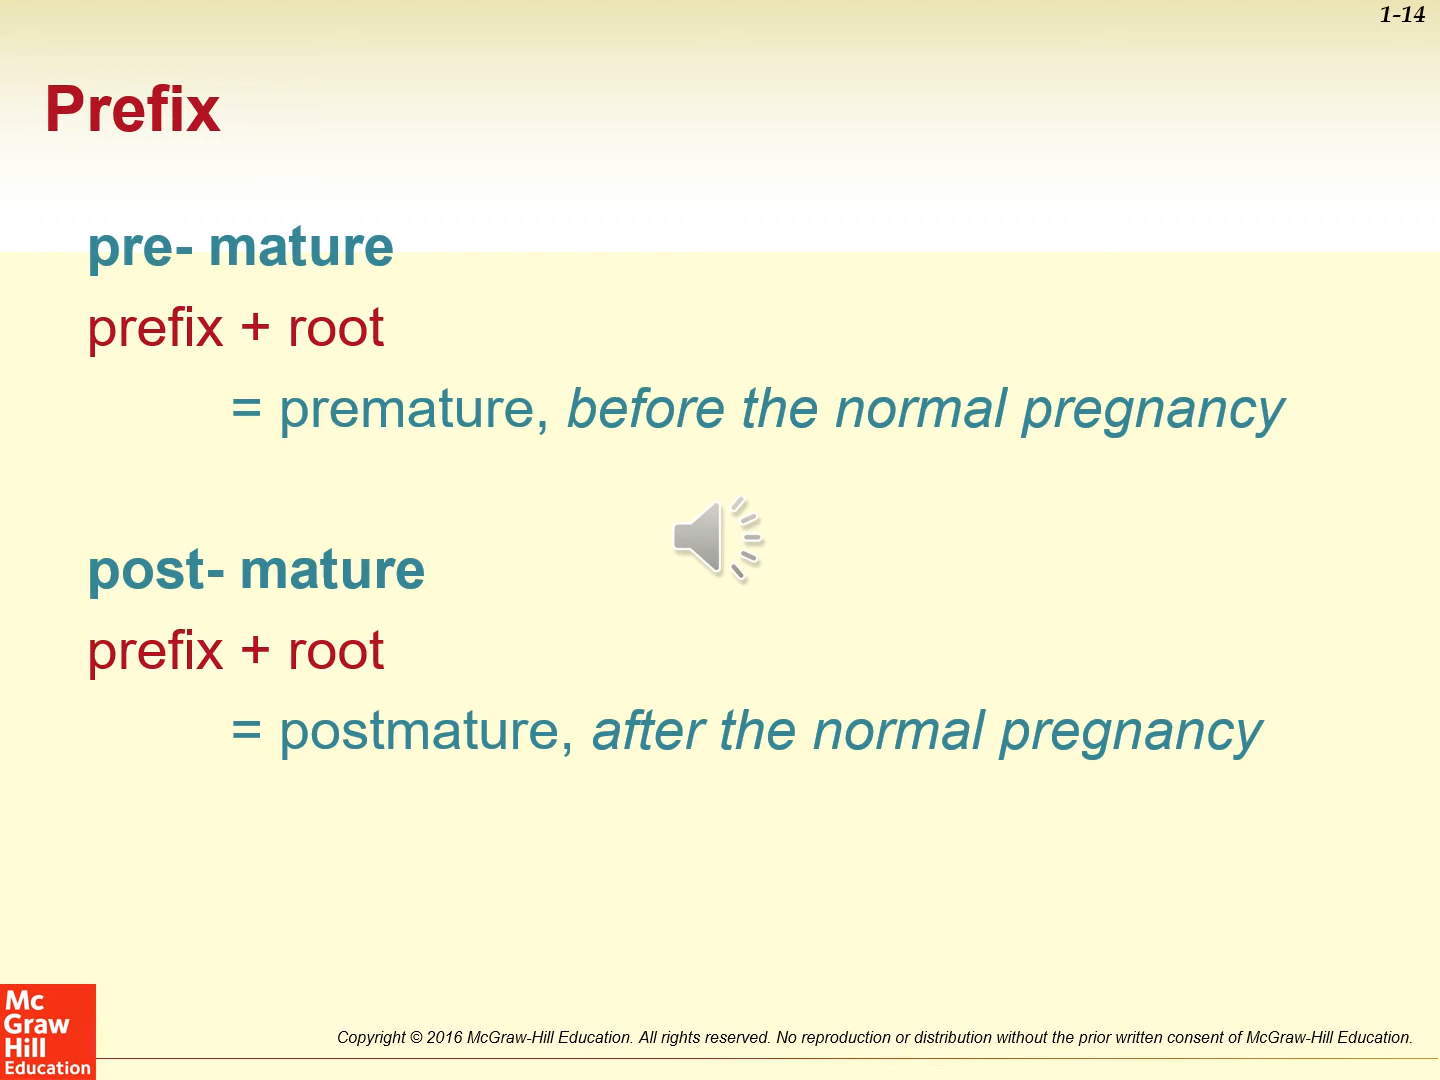 1-14
Prefix
pre- mature
prefix + root
= premature, before the normal pregnancy
post- mature
prefix + root
= postmature, after the normal pregnancy
Mc
Graw
Hill
Education
Copyright © 2016 McGraw-Hill Education. All rights reserved. No reproduction or distribution without the prior written consent of McGraw-Hill Education.